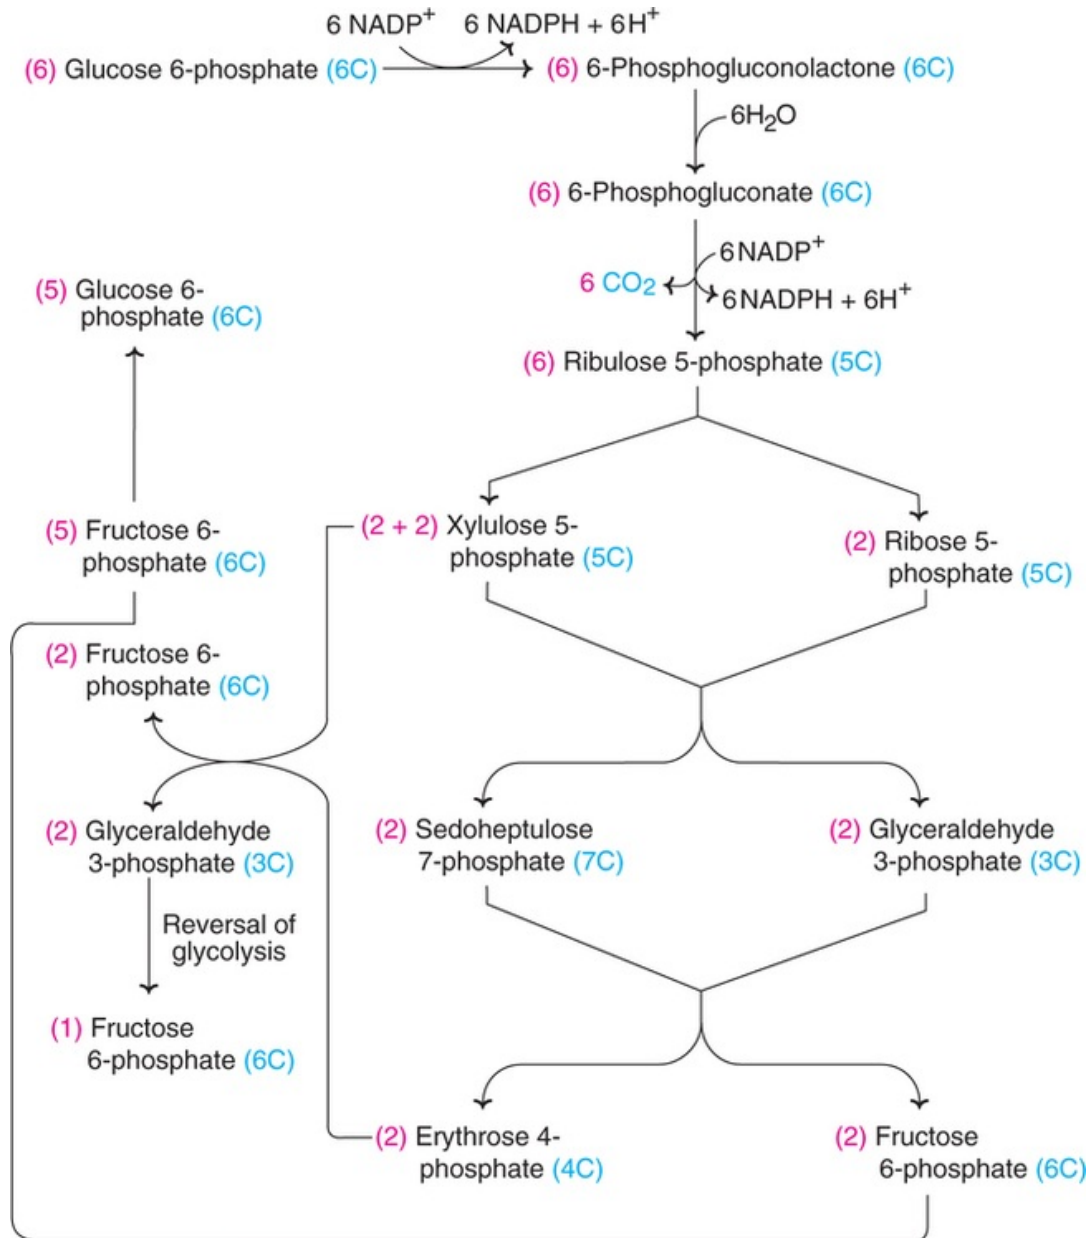 6 NADP+ 6 NADPH + 6H+
(6) Glucose 6-phosphate (6C)
(6) 6-Phosphogluconolactone (6C)
6H2O
(6) 6-Phosphogluconate (6C)
6NADP+
6 CO2
6NADPH + 6H+
(6) Ribulose 5-phosphate (5C)
(5) Glucose 6-
phosphate (6C)
(5) Fructose 6-
phosphate (6C)
(2 + 2) Xylulose 5-
phosphate (5C)
(2) Ribose 5-
phosphate (5C)
(2) Fructose 6-
phosphate (6C)
(2) Glyceraldehyde
3-phosphate (3C)
(2) Sedoheptulose
7-phosphate (7C)
(2) Glyceraldehyde
3-phosphate (3C)
Reversal of
glycolysis
(1) Fructose
6-phosphate (6C)
(2) Erythrose 4-
phosphate (4C)
(2) Fructose
6-phosphate (6C)